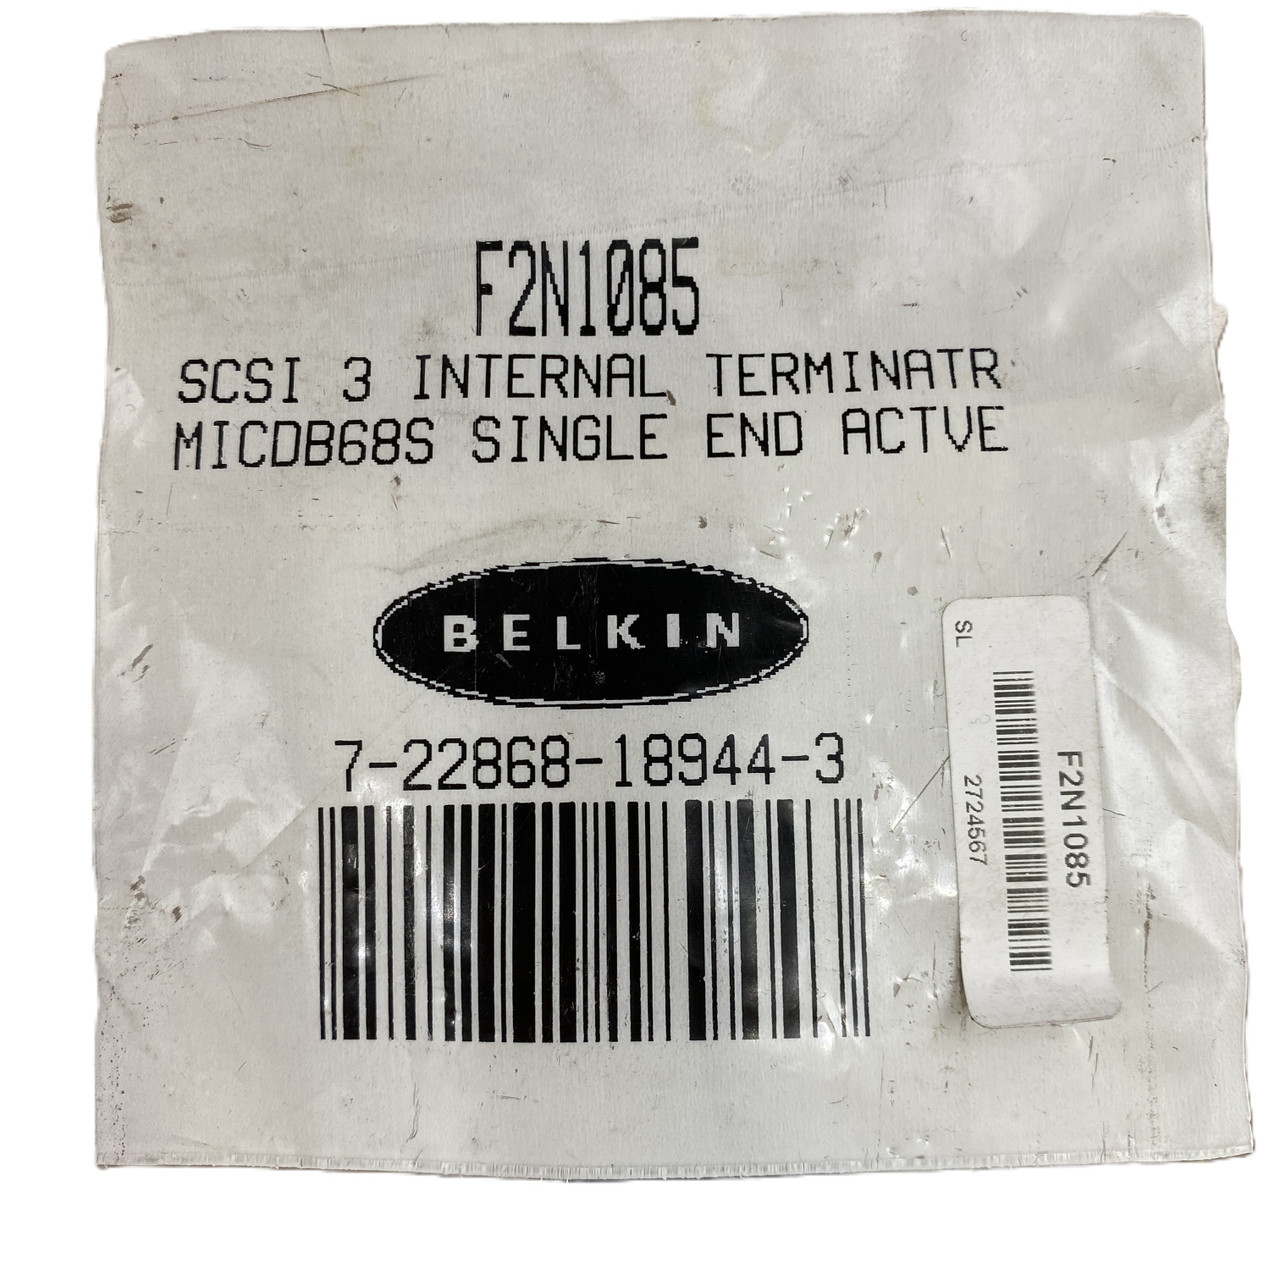 F2N1085
SCSI 3 INTERNAL TERMINATR
MICDB68S SINGLE END ACTVE
BELKIN
7-22868-18944-3
SL
F2N1085
2724567